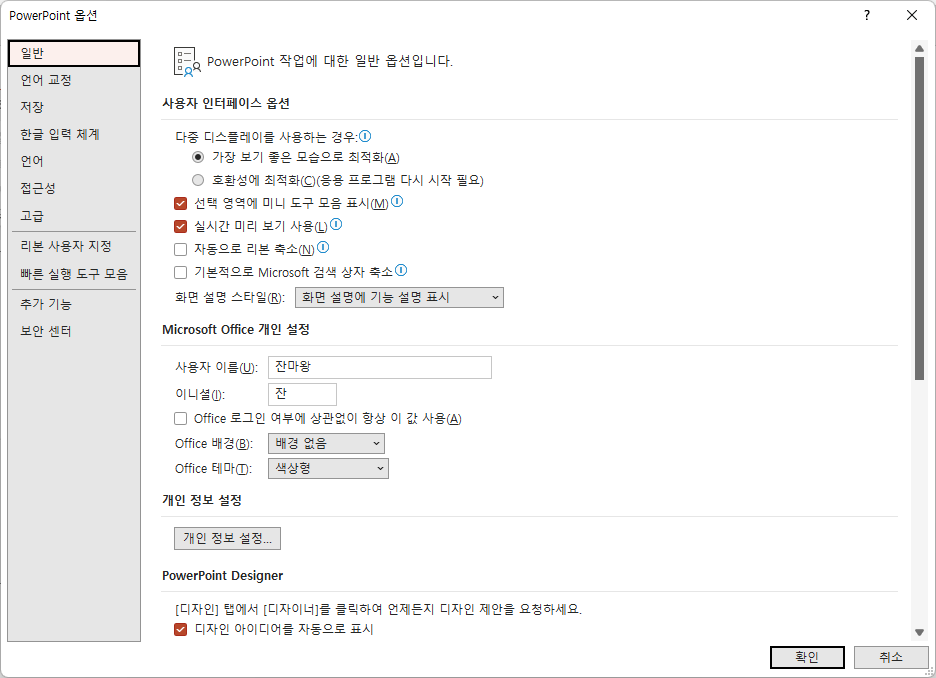 PowerPoint 옵션
?
일반
언어 교정
저장
한글 입력 체계
언어
접근성
고급
리본 사용자 지정
빠른 실행 도구 모음
추가 기능
보안 센터
PowerPoint 작업에 대한 일반 옵션입니다.
사용자 인터페이스 옵션
다중 디스플레이를 사용하는 경우:
가장 보기 좋은 모습으로 최적화(A)
호환성에 최적화(C)(응용 프로그램 다시 시작 필요)
선택 영역에 미니 도구 모음 표시(M)
실시간 미리 보기 사용(L)
자동으로 리본 축소(N)
기본적으로 Microsoft 검색 상자 축소
화면 설명 스타일(R): 화면 설명에 기능 설명 표시
Microsoft Office 개인 설정
사용자 이름(U): 잔마왕
이니셜(I): 잔
Office 로그인 여부에 상관없이 항상 이 값 사용(A)
Office 배경(B): 배경 없음
Office 테마(T): 색상형
개인 정보 설정
개인 정보 설정...
PowerPoint Designer
[디자인] 탭에서 [디자이너]를 클릭하여 언제든지 디자인 제안을 요청하세요.
디자인 아이디어를 자동으로 표시
확인 취소